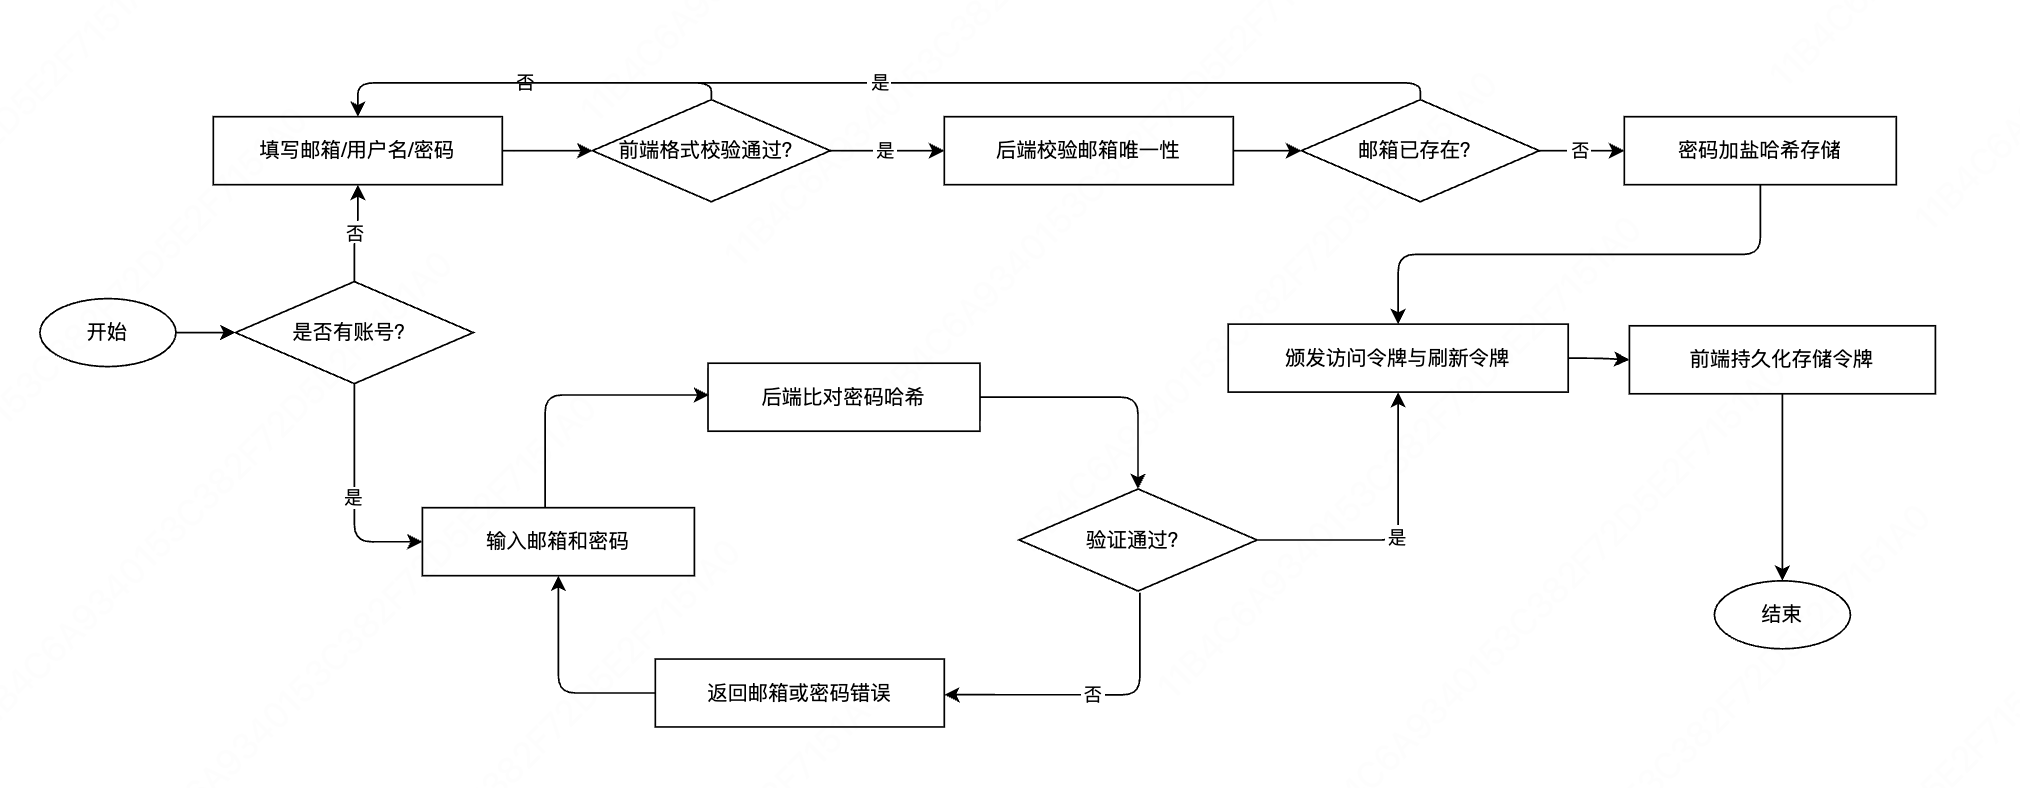 否
是
填写邮箱/用户名/密码
前端格式校验通过?
是
后端校验邮箱唯一性
邮箱已存在?
否
密码加盐哈希存储
否
开始
是否有账号?
颁发访问令牌与刷新令牌
前端持久化存储令牌
后端比对密码哈希
是
输入邮箱和密码
验证通过?
是
结束
返回邮箱或密码错误
否